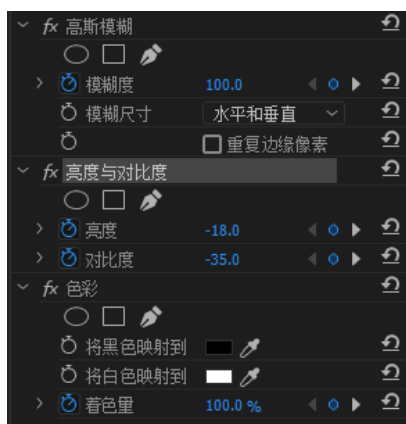 fx 高斯模糊
模糊度 100.0
模糊尺寸 水平和垂直
重复边缘像素
fx 亮度与对比度
亮度 -18.0
对比度 -35.0
fx 色彩
将黑色映射到
将白色映射到
着色量 100.0 %